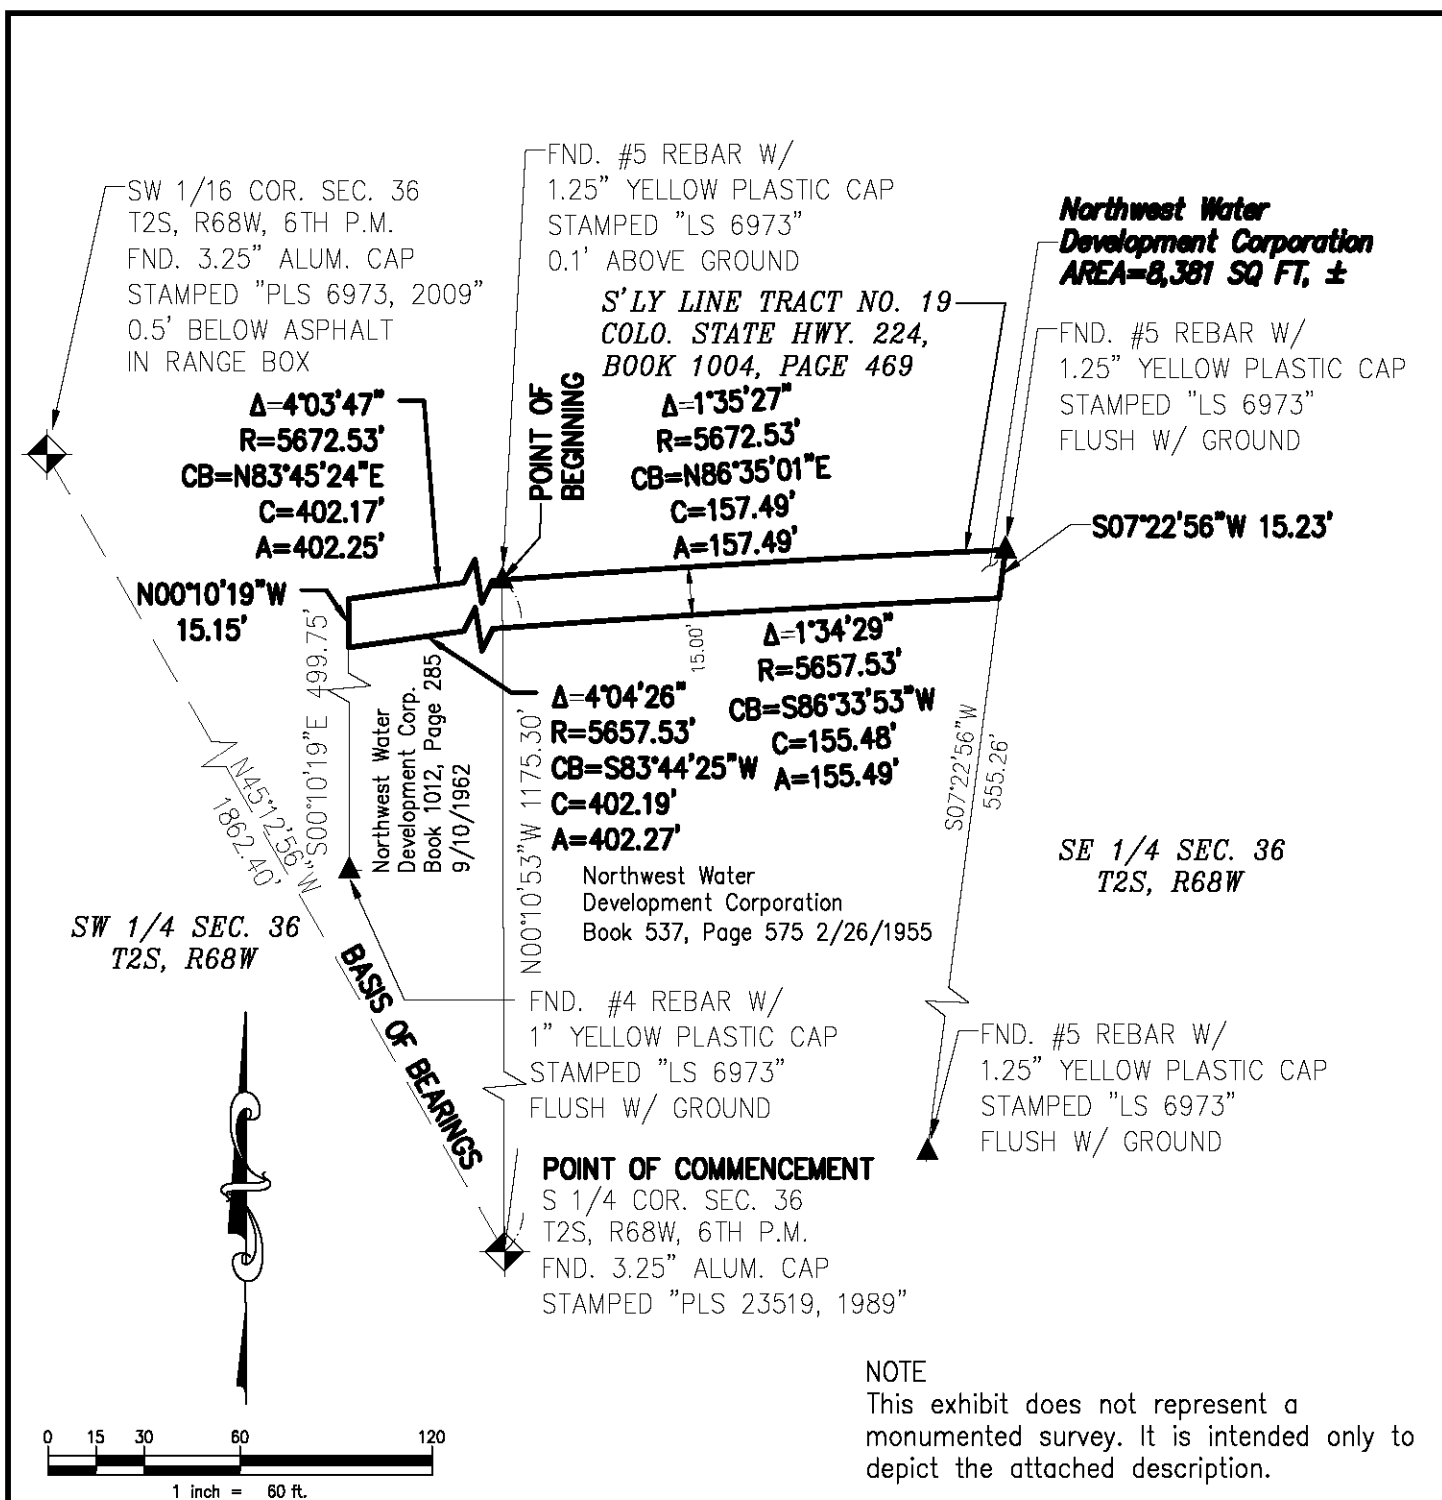 SW 1/16 COR. SEC. 36
T2S, R68W, 6TH P.M.
FND. 3.25" ALUM. CAP
STAMPED "PLS 6973, 2009"
0.5' BELOW ASPHALT
IN RANGE BOX
FND. #5 REBAR W/
1.25" YELLOW PLASTIC CAP
STAMPED "LS 6973"
0.1' ABOVE GROUND
S'LY LINE TRACT NO. 19
COLO. STATE HWY. 224,
BOOK 1004, PAGE 469
Northwest Water
Development Corporation
AREA=8,381 SQ FT, ±
FND. #5 REBAR W/
1.25" YELLOW PLASTIC CAP
STAMPED "LS 6973"
FLUSH W/ GROUND
Δ=4°03'47"
R=5672.53'
CB=N83°45'24"E
C=402.17'
A=402.25'
POINT OF
BEGINNING
Δ=1°35'27"
R=5672.53'
CB=N86°35'01"E
C=157.49'
A=157.49'
S07°22'56"W 15.23'
N00°10'19"W
15.15'
15.00'
Δ=1°34'29"
R=5657.53'
CB=S86°33'53"W
C=155.48'
A=155.49'
Δ=4°04'26"
R=5657.53'
CB=S83°44'25"W
C=402.19'
A=402.27'
S00°10'19"E 499.75'
Northwest Water
Development Corp.
Book 1012, Page 285
9/10/1962
N00°10'53"W 1175.30'
S07°22'56"W
555.26'
N45°12'56"W
1862.40'
Northwest Water
Development Corporation
Book 537, Page 575 2/26/1955
SE 1/4 SEC. 36
T2S, R68W
SW 1/4 SEC. 36
T2S, R68W
BASIS OF BEARINGS
FND. #4 REBAR W/
1" YELLOW PLASTIC CAP
STAMPED "LS 6973"
FLUSH W/ GROUND
FND. #5 REBAR W/
1.25" YELLOW PLASTIC CAP
STAMPED "LS 6973"
FLUSH W/ GROUND
POINT OF COMMENCEMENT
S 1/4 COR. SEC. 36
T2S, R68W, 6TH P.M.
FND. 3.25" ALUM. CAP
STAMPED "PLS 23519, 1989"
NOTE
This exhibit does not represent a
monumented survey. It is intended only to
depict the attached description.
0 15 30 60 120
1 inch = 60 ft.